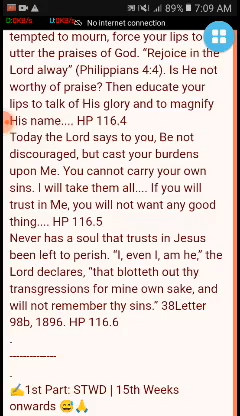 0.0KB/s U:0KB/s 89% 7:09 AM
No internet connection
tempted to mourn, force your lips to
utter the praises of God. “Rejoice in the
Lord alway” (Philippians 4:4). Is He not
worthy of praise? Then educate your
lips to talk of His glory and to magnify
His name.... HP 116.4
Today the Lord says to you, Be not
discouraged, but cast your burdens
upon Me. You cannot carry your own
sins. I will take them all.... If you will
trust in Me, you will not want any good
thing.... HP 116.5
Never has a soul that trusts in Jesus
been left to perish. “I, even I, am he,” the
Lord declares, “that blotteth out thy
transgressions for mine own sake, and
will not remember thy sins.” 38Letter
98b, 1896. HP 116.6
.
---------------
.
✍️1st Part: STWD | 15th Weeks
onwards 😅🙏